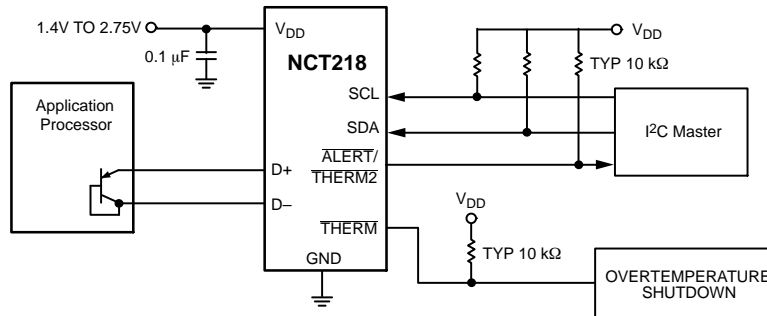 1.4V TO 2.75V
0.1 μF
VDD
NCT218
SCL
SDA
ALERT/
THERM2
THERM
D+
D−
GND
Application
Processor
VDD
TYP 10 kΩ
I²C Master
VDD
TYP 10 kΩ
OVERTEMPERATURE
SHUTDOWN